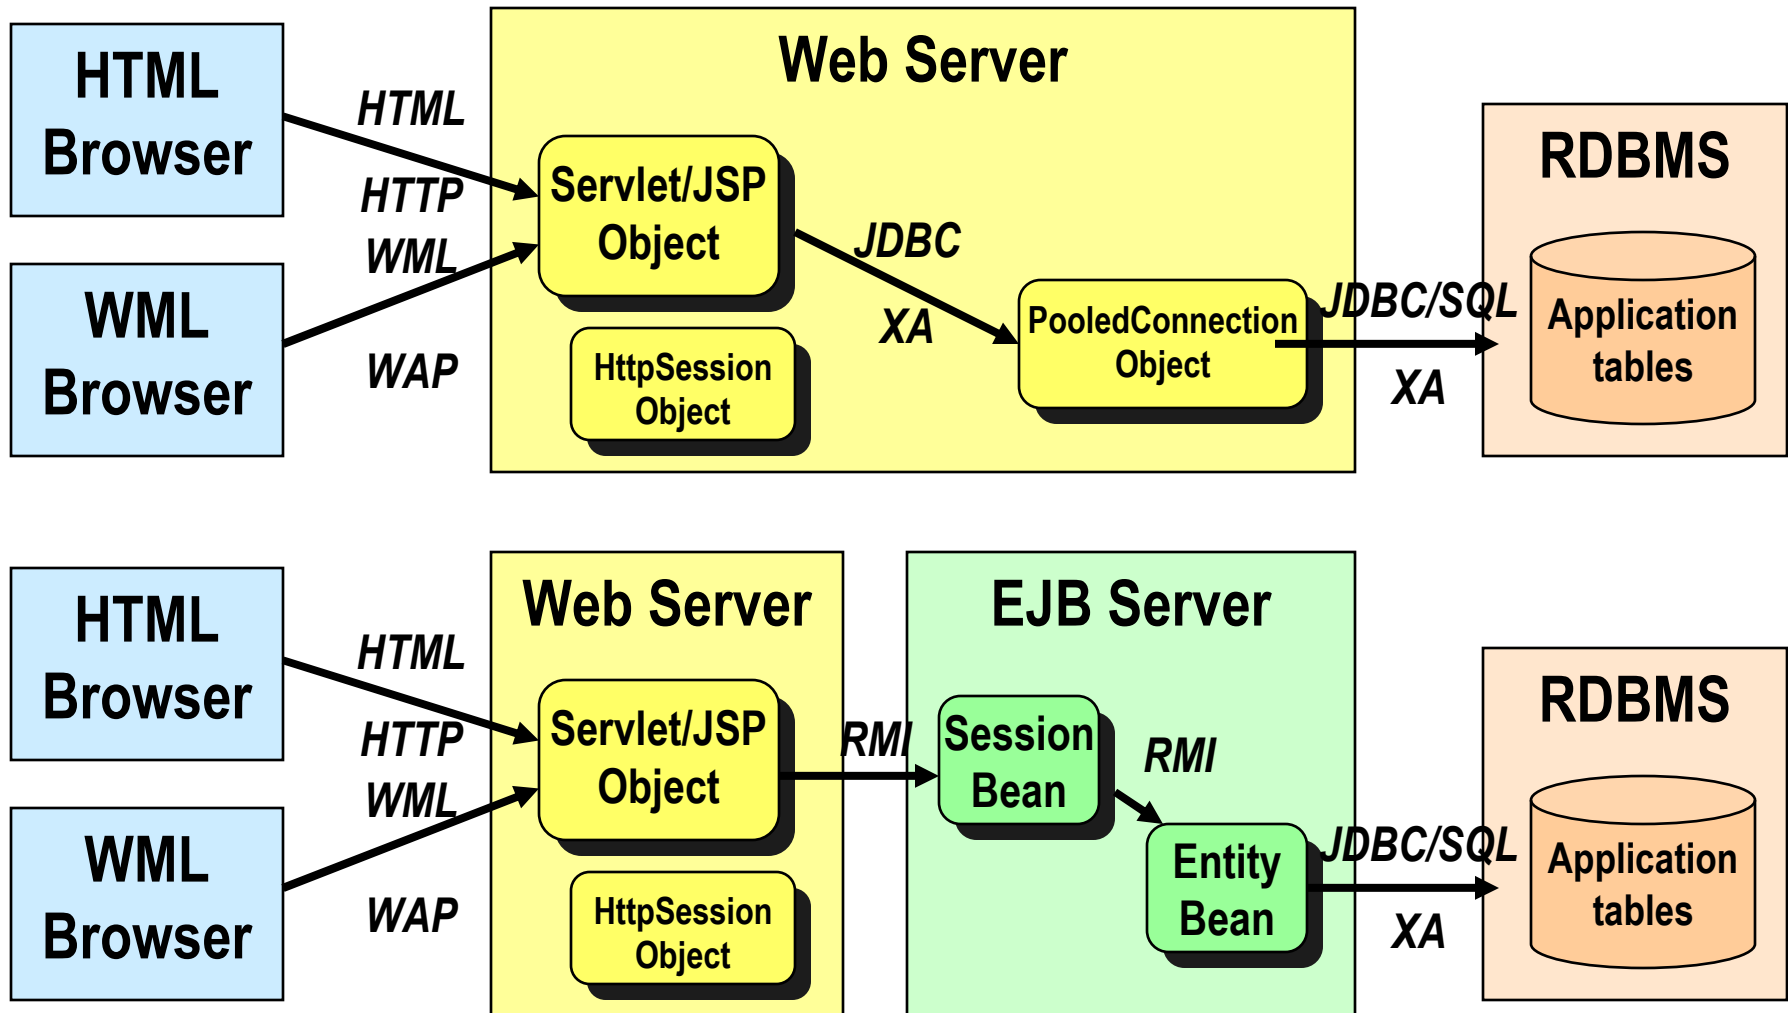 HTML
Browser
WML
Browser
HTML
HTTP
WML
WAP
Web Server
Servlet/JSP
Object
HttpSession
Object
JDBC
XA
PooledConnection
Object
JDBC/SQL
XA
RDBMS
Application
tables
HTML
Browser
WML
Browser
HTML
HTTP
WML
WAP
Web Server
Servlet/JSP
Object
HttpSession
Object
RMI
EJB Server
Session
Bean
RMI
Entity
Bean
JDBC/SQL
XA
RDBMS
Application
tables